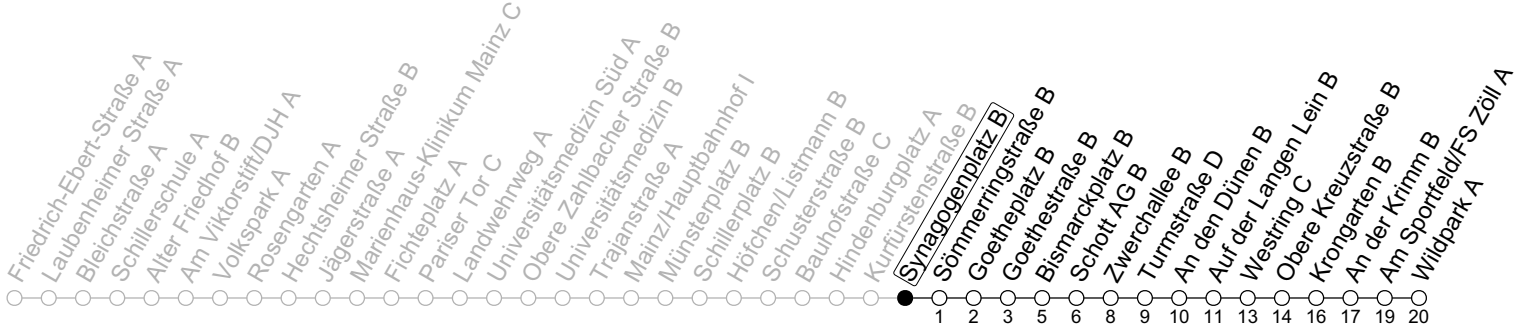 Friedrich-Ebert-Straße A
Laubenheimer Straße A
Bleichstraße A
Schillerschule A
Alter Friedhof B
Am Viktorstift/DJH A
Volkspark A
Rosengarten A
Hechtsheimer Straße B
Jägerstraße A
Marienhaus-Klinikum Mainz C
Fichteplatz A
Pariser Tor C
Landwehrweg A
Universitätsmedizin Süd A
Obere Zahlbacher Straße B
Universitätsmedizin B
Trajanstraße A
Mainz/Hauptbahnhof I
Münsterplatz B
Schillerplatz B
Höfchen/Listmann B
Schusterstraße B
Bauhofstraße C
Hindenburgplatz A
Kurfürstenstraße B
Synagogenplatz B
Sömmerringstraße B
Goetheplatz B
Goethestraße B
Bismarckplatz B
Schott AG B
Zwerchallee B
Turmstraße D
An den Dünen B
Auf der Langen Lein B
Westring C
Obere Kreuzstraße B
Krongarten B
An der Krimm B
Am Sportfeld/FS Zöll A
Wildpark A
1 2 3 5 6 8 9 10 11 13 14 16 17 19 20